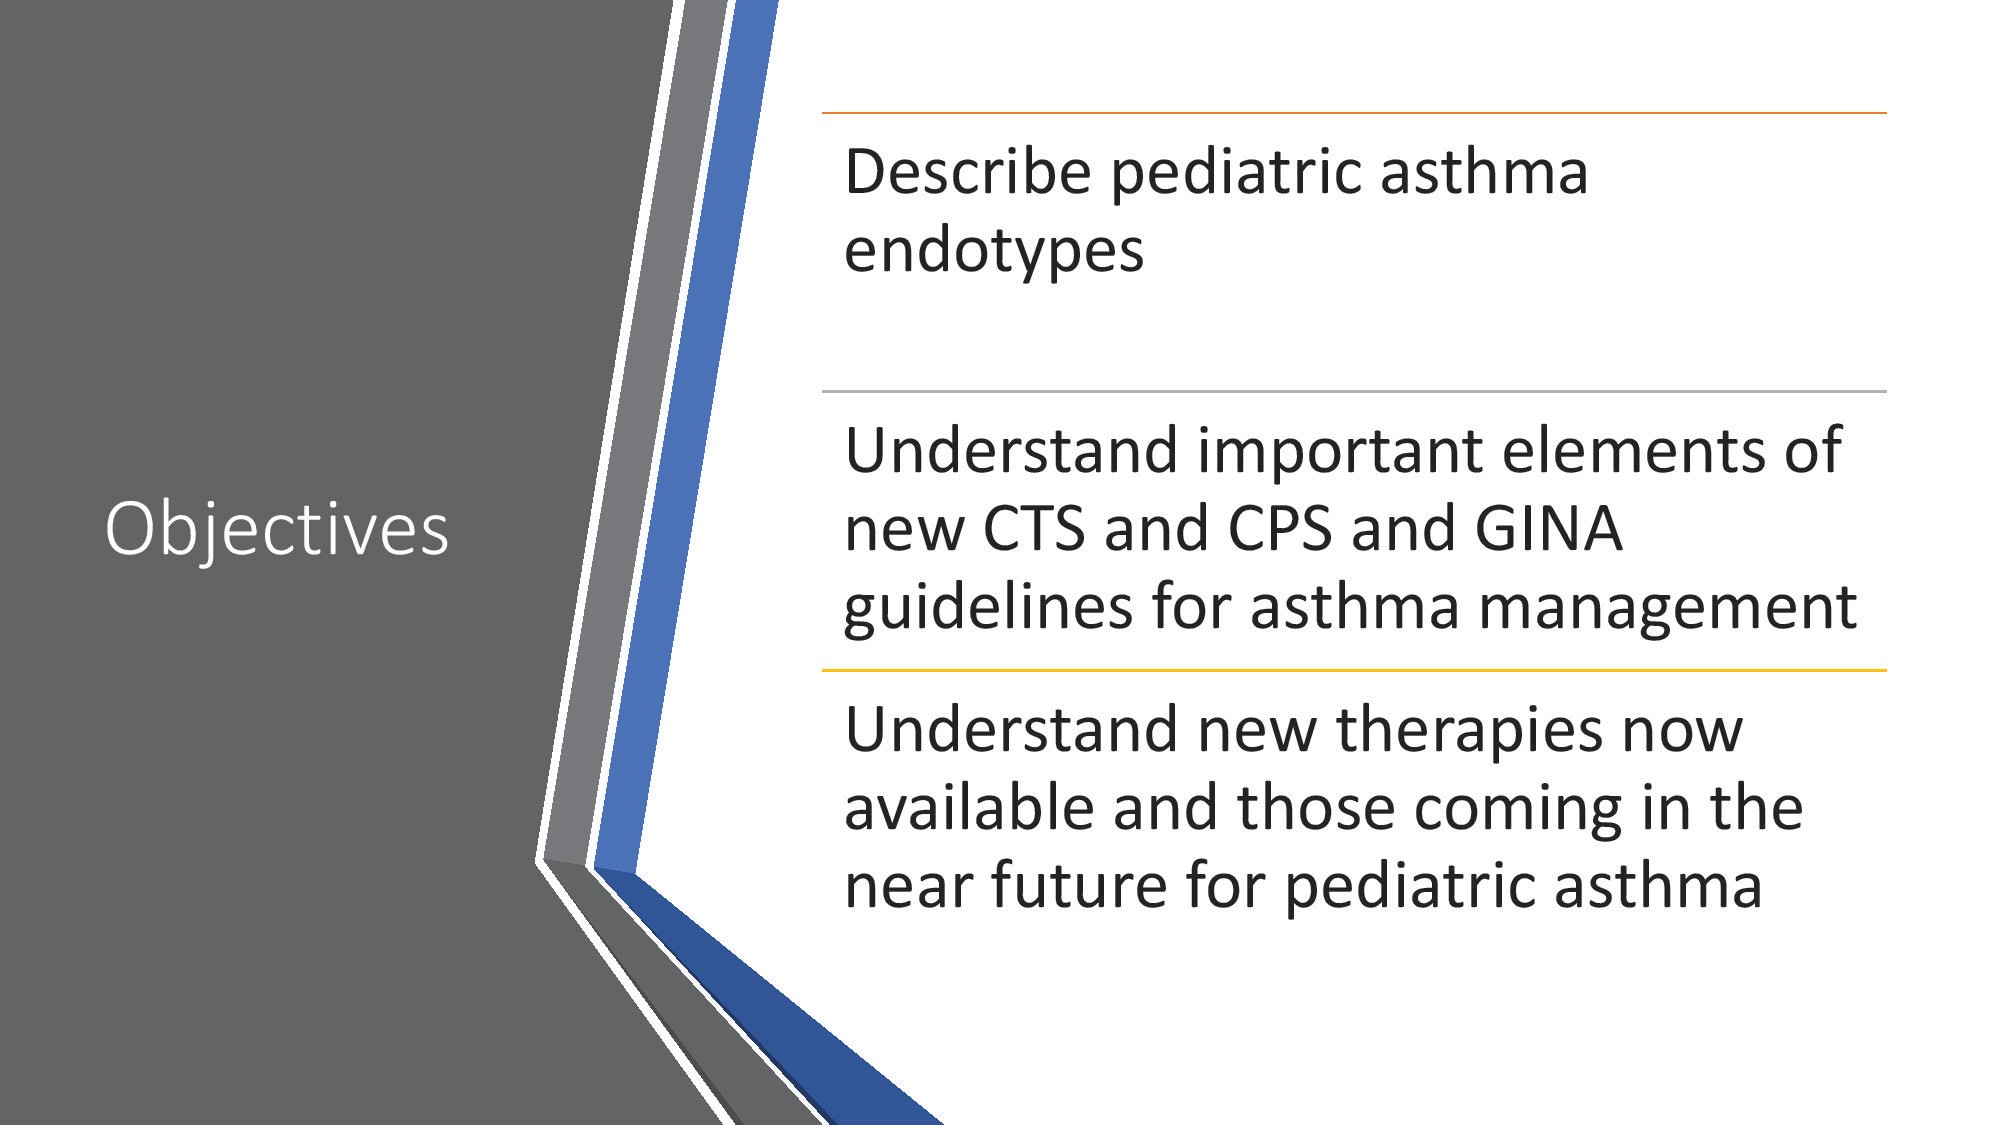 Objectives
Describe pediatric asthma
endotypes
Understand important elements of
new CTS and CPS and GINA
guidelines for asthma management
Understand new therapies now
available and those coming in the
near future for pediatric asthma